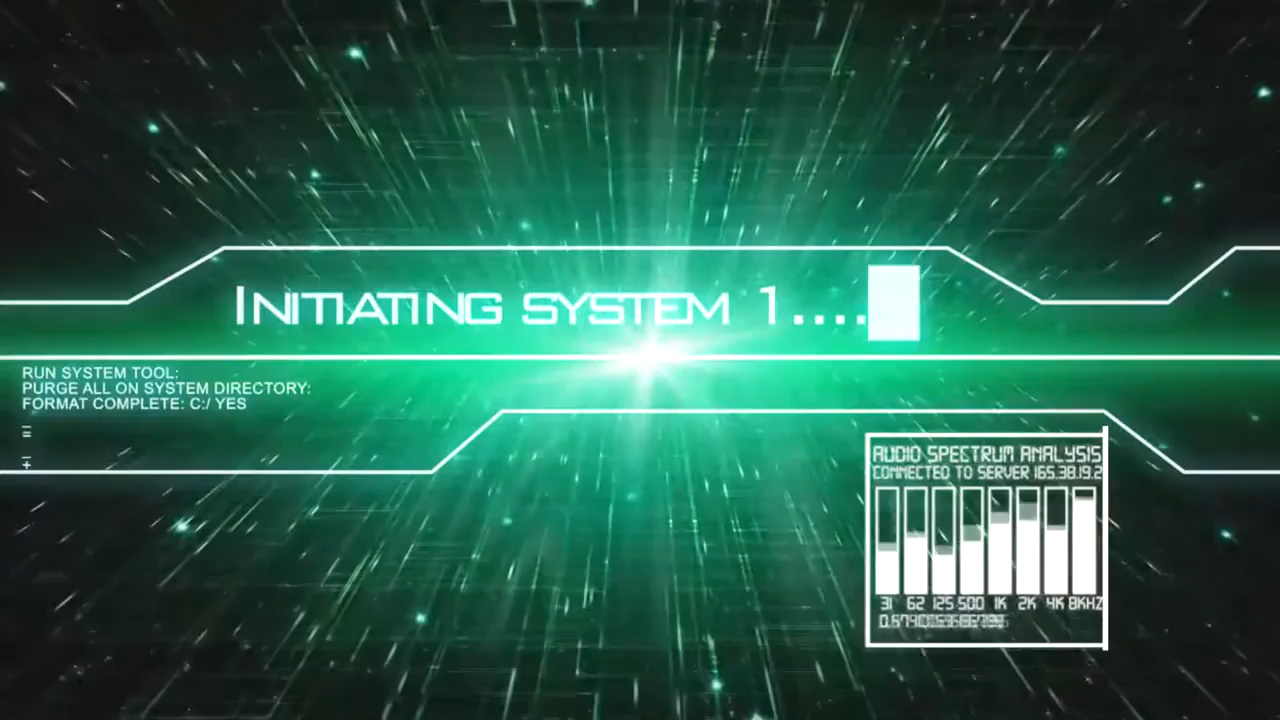 INITIATING SYSTEM 1....
RUN SYSTEM TOOL:
PURGE ALL ON SYSTEM DIRECTORY:
FORMAT COMPLETE: C:/ YES
AUDIO SPECTRUM ANALYSIS
CONNECTED TO SERVER 165.38.19.2
31 62 125 500 1K 2K 4K 8KHZ